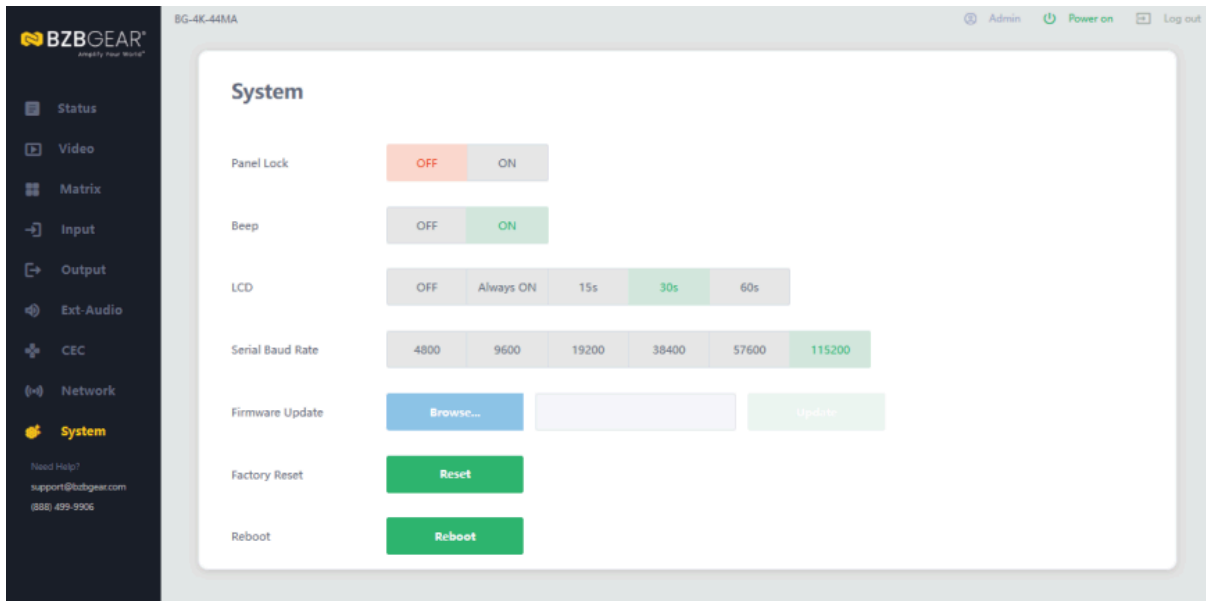 BZBGEAR®
Amplify Your World™
Status
Video
Matrix
Input
Output
Ext-Audio
CEC
Network
System
Need Help?
support@bzbgear.com
(888) 499-9906
BG-4K-44MA
Admin Power on Log out
System
Panel Lock OFF ON
Beep OFF ON
LCD OFF Always ON 15s 30s 60s
Serial Baud Rate 4800 9600 19200 38400 57600 115200
Firmware Update Browse... Update
Factory Reset Reset
Reboot Reboot